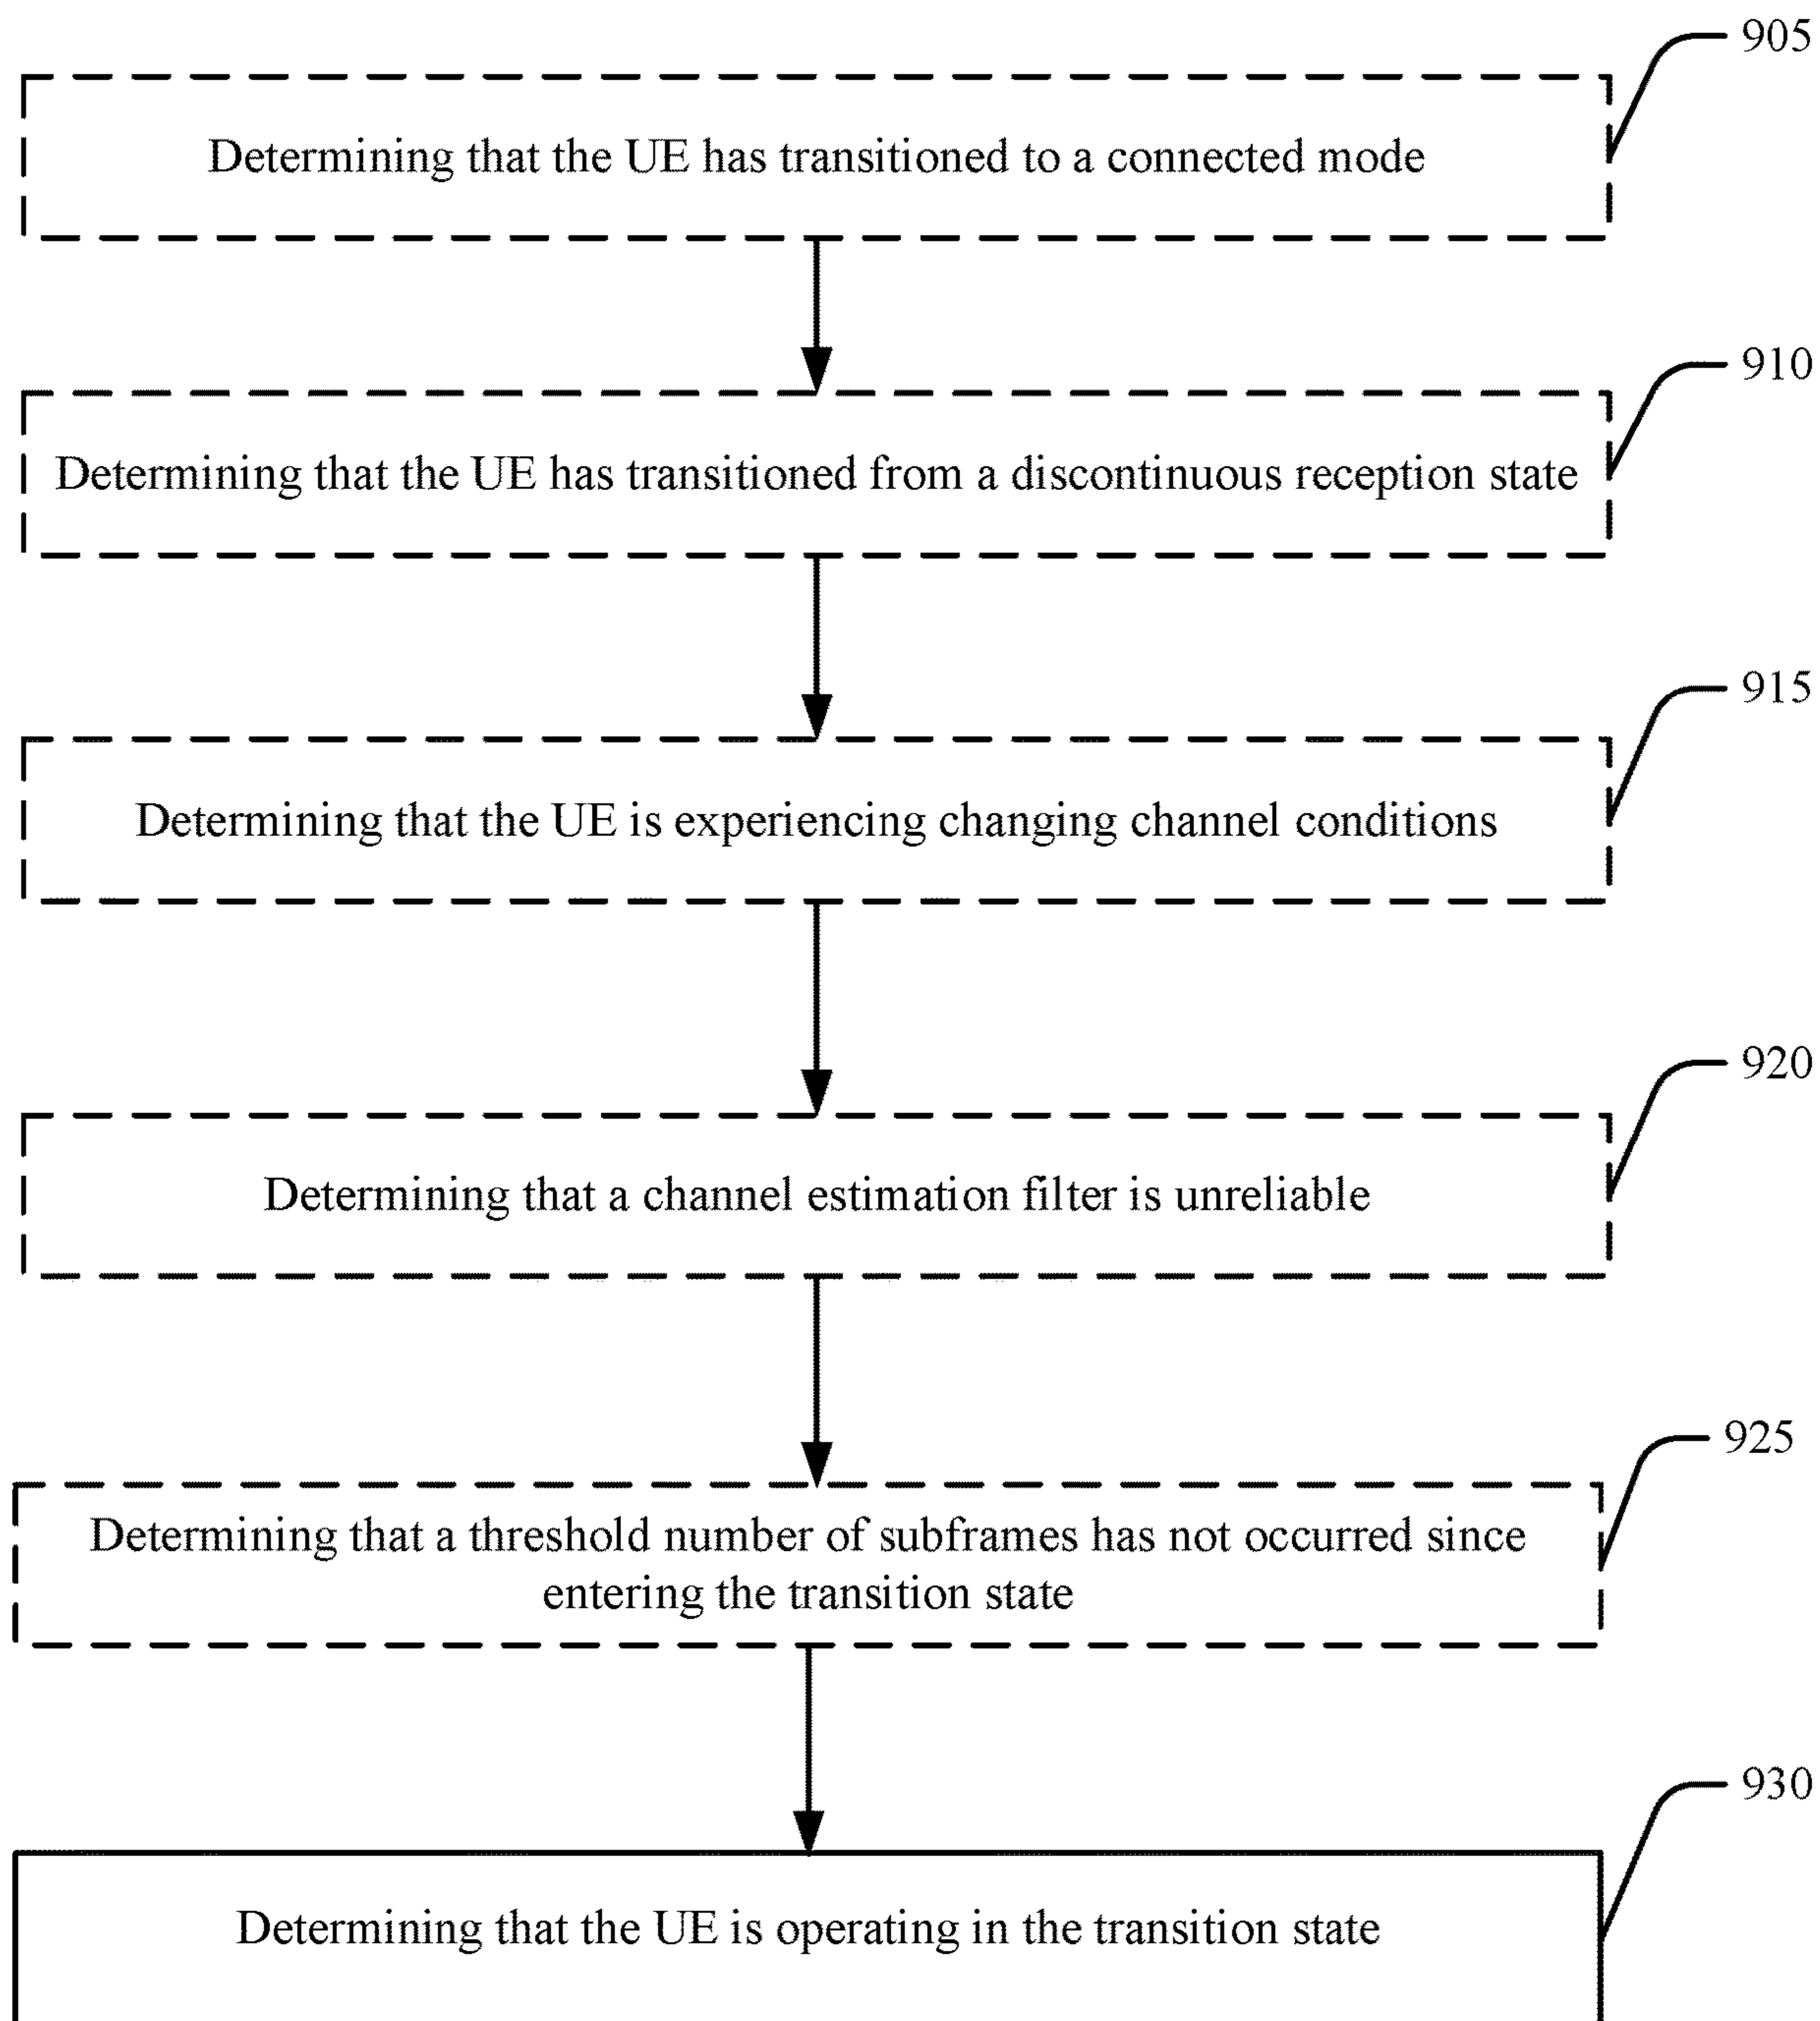 905
Determining that the UE has transitioned to a connected mode
910
Determining that the UE has transitioned from a discontinuous reception state
915
Determining that the UE is experiencing changing channel conditions
920
Determining that a channel estimation filter is unreliable
925
Determining that a threshold number of subframes has not occurred since
entering the transition state
930
Determining that the UE is operating in the transition state